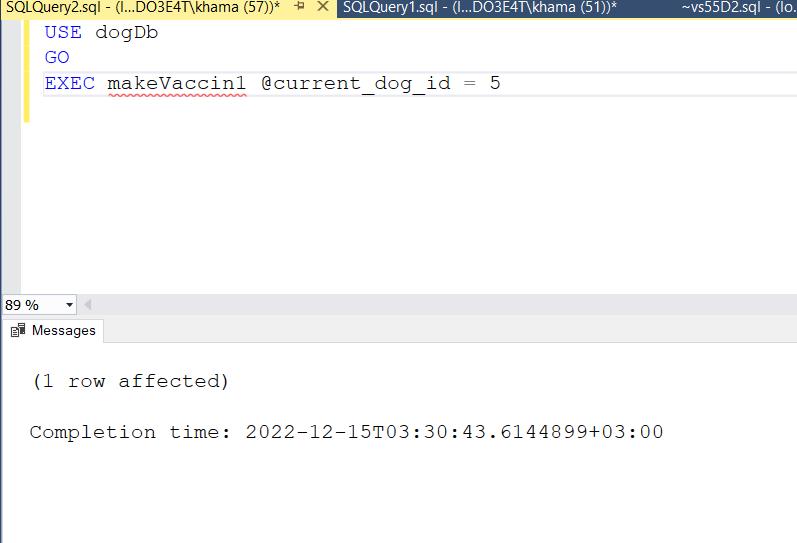 SQLQuery2.sql - (l...DO3E4T\khama (57))* SQLQuery1.sql - (l...DO3E4T\khama (51))* ~vs55D2.sql - (lo.
USE dogDb
GO
EXEC makeVaccin1 @current_dog_id = 5
89 %
Messages
(1 row affected)
Completion time: 2022-12-15T03:30:43.6144899+03:00